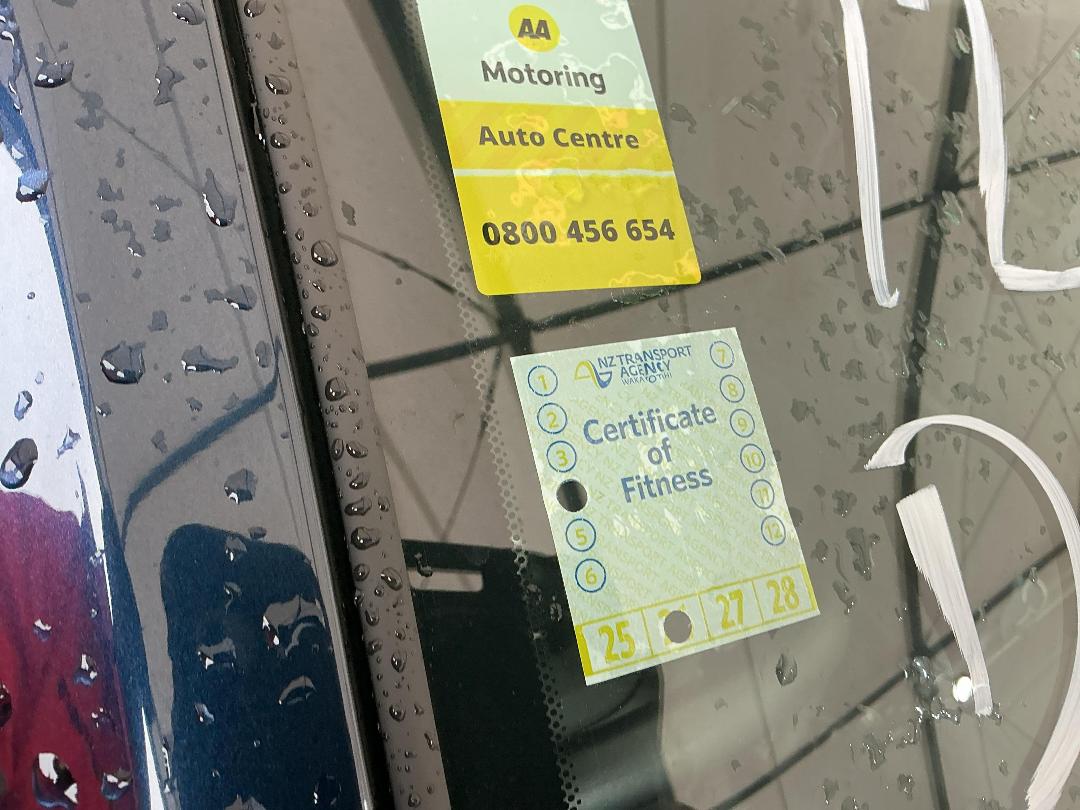 AA
Motoring
Auto Centre
0800 456 654
NZ TRANSPORT
AGENCY
WAKA KOTAHI
Certificate
of
Fitness
1
2
3
5
6
7
8
9
10
11
12
25
27
28